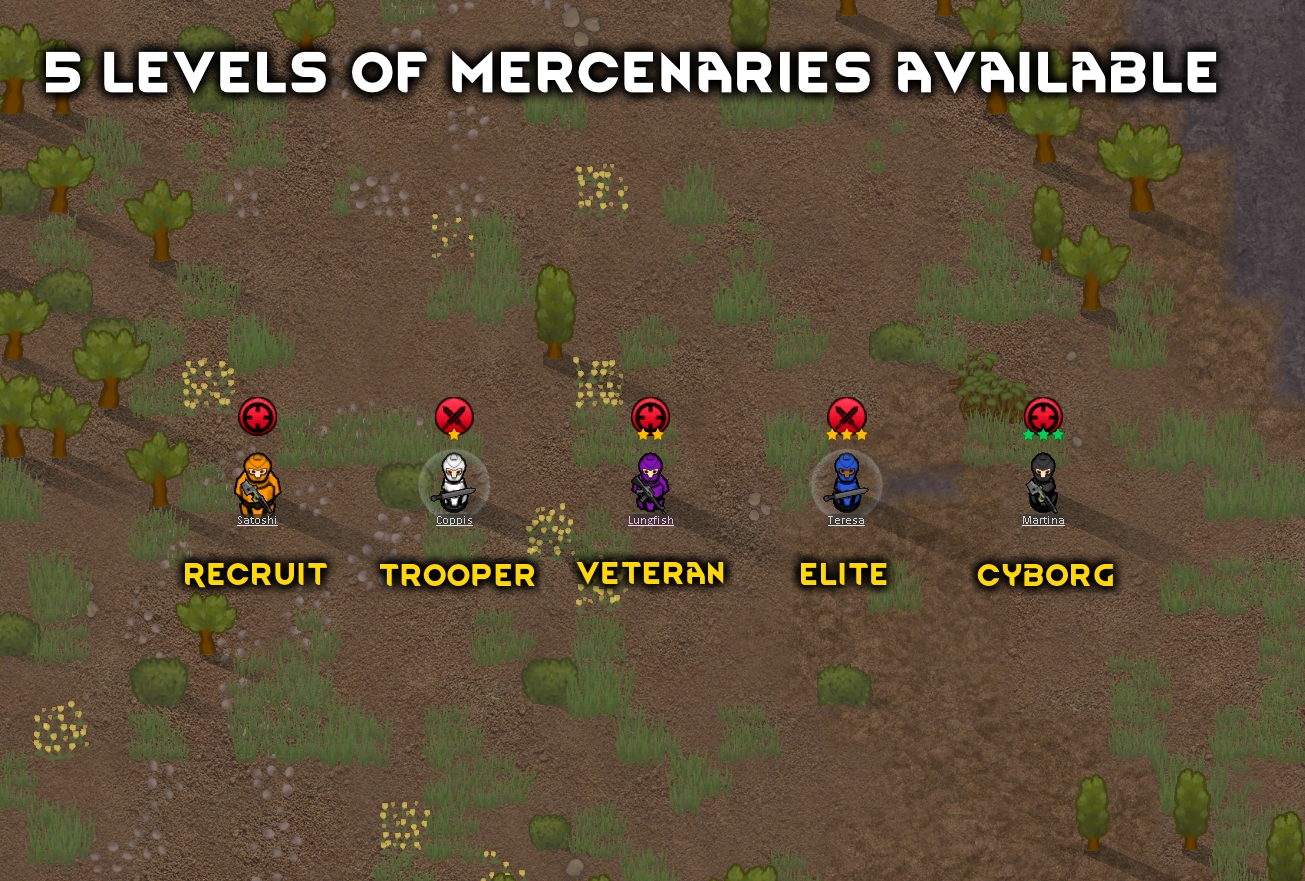 5 LEVELS OF MERCENARIES AVAILABLE
Satoshi
Coppis
Lungfish
Teresa
Martina
RECRUIT
TROOPER
VETERAN
ELITE
CYBORG